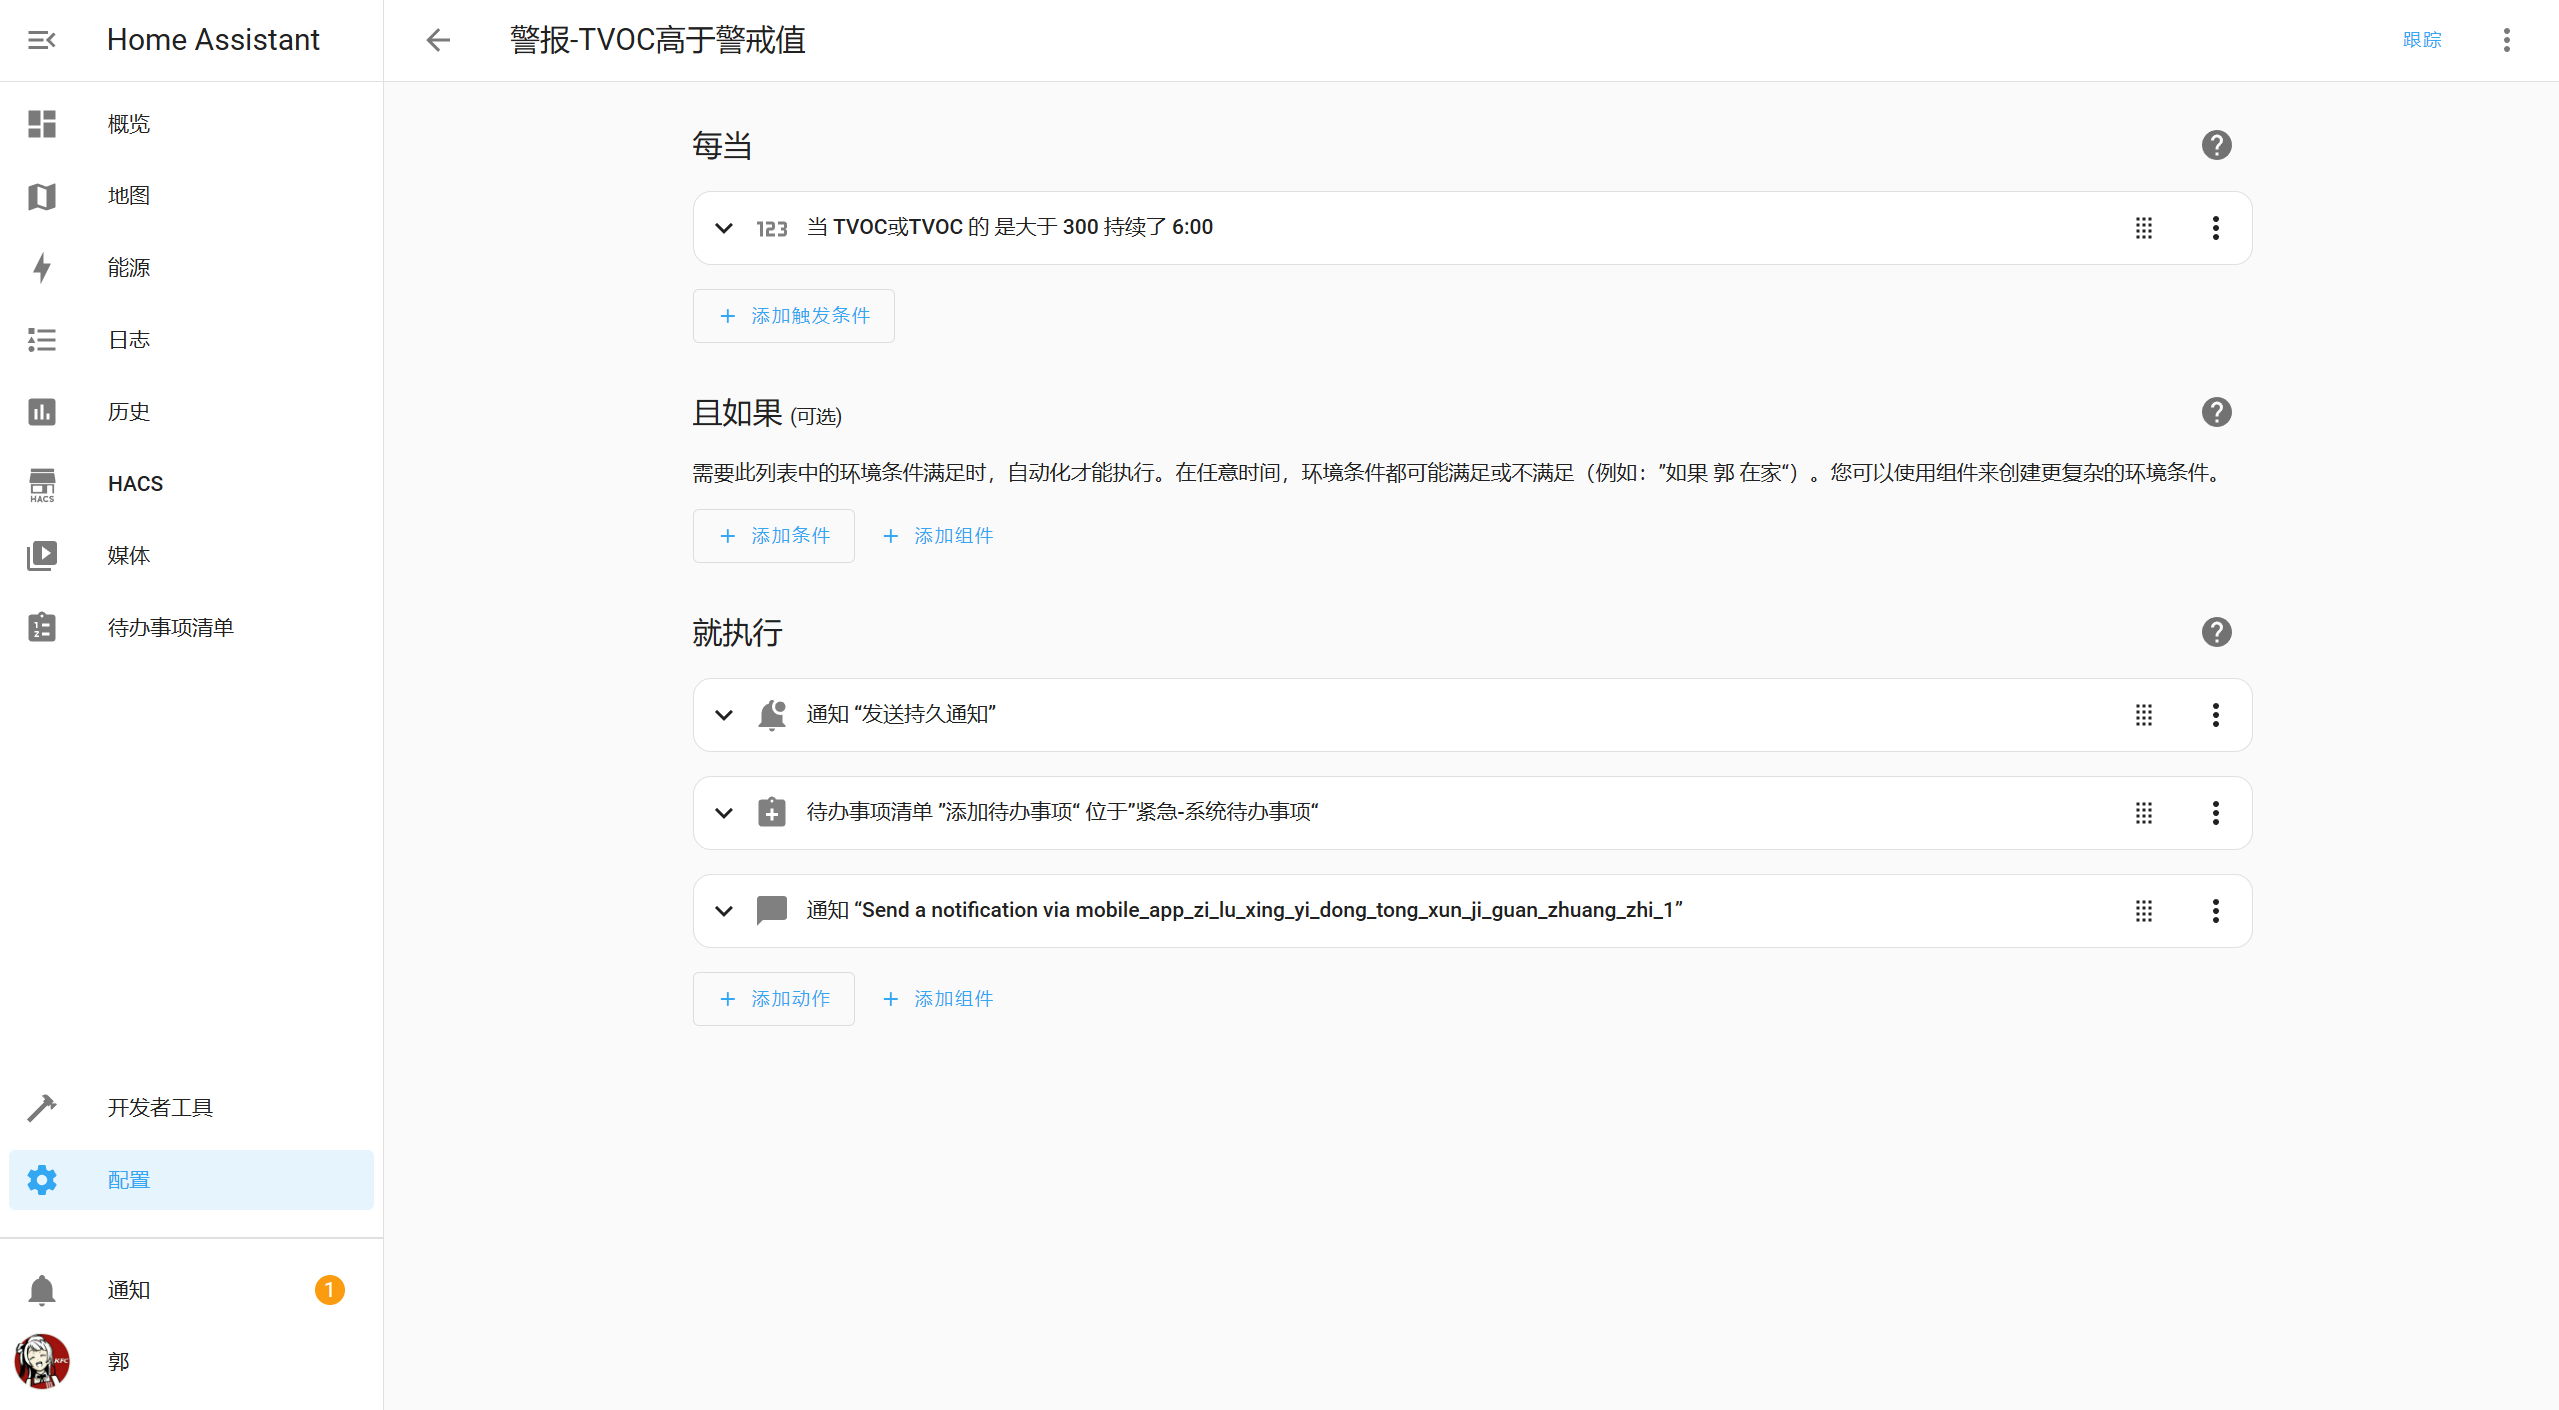 Home Assistant
概览
地图
能源
日志
历史
HACS
HACS
媒体
待办事项清单
开发者工具
配置
通知
1
KFC
郭
警报-TVOC高于警戒值
跟踪
每当
123
当 TVOC或TVOC 的 是大于 300 持续了 6:00
+ 添加触发条件
且如果 (可选)
需要此列表中的环境条件满足时，自动化才能执行。在任意时间，环境条件都可能满足或不满足（例如：”如果 郭 在家“）。您可以使用组件来创建更复杂的环境条件。
+ 添加条件
+ 添加组件
就执行
通知 “发送持久通知”
待办事项清单 ”添加待办事项“ 位于”紧急-系统待办事项“
通知 “Send a notification via mobile_app_zi_lu_xing_yi_dong_tong_xun_ji_guan_zhuang_zhi_1”
+ 添加动作
+ 添加组件